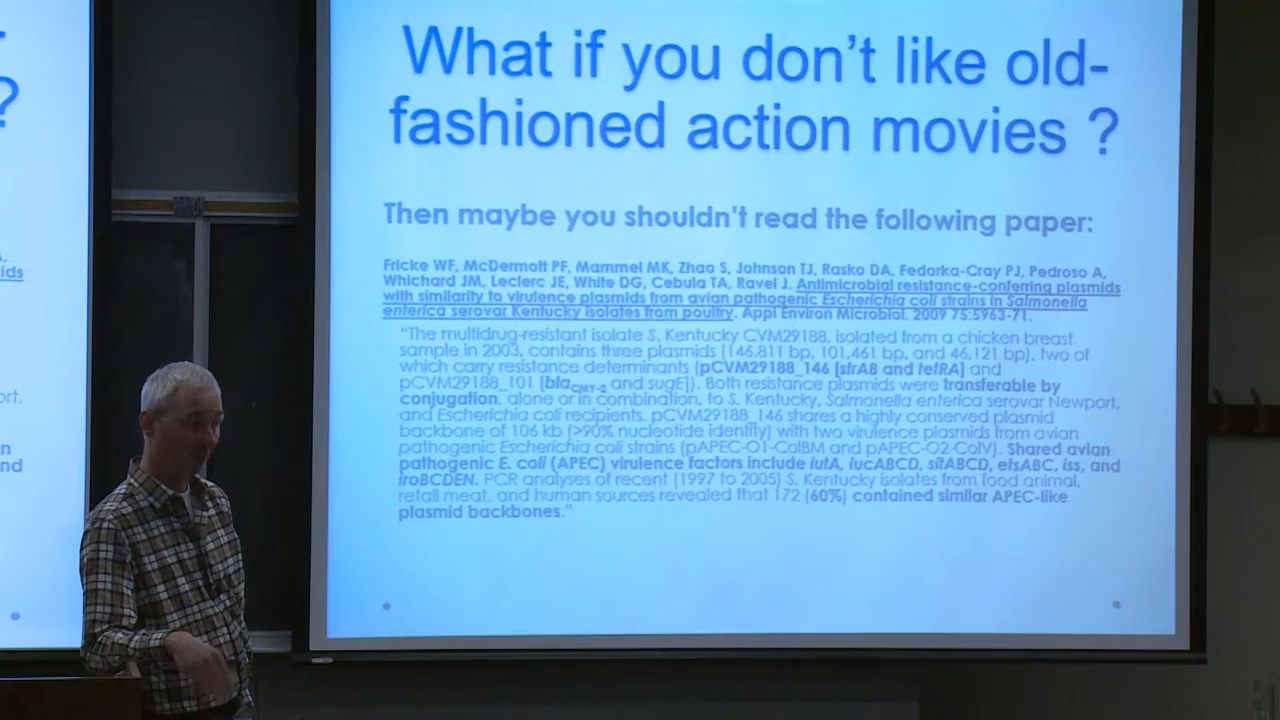 What if you don't like old-
fashioned action movies ?
Then maybe you shouldn't read the following paper:
Fricke WF, McDermott PF, Mammel MK, Zhao S, Johnson TJ, Rasko DA, Fedorka-Cray PJ, Pedroso A,
Whichard JM, Leclerc JE, White DG, Cebula TA, Ravel J. Antimicrobial resistance-conferring plasmids
with similarity to virulence plasmids from avian pathogenic Escherichia coli strains in Salmonella
enterica serovar Kentucky isolates from poultry. Appl Environ Microbiol. 2009 75:5963-71.
"The multidrug-resistant isolate S. Kentucky CVM29188, isolated from a chicken breast
sample in 2003, contains three plasmids (146,811 bp, 101,461 bp, and 46,121 bp), two of
which carry resistance determinants (pCVM29188_146 [strAB and tetRA] and
pCVM29188_101 [blaCMY-2 and sugE]). Both resistance plasmids were transferable by
conjugation, alone or in combination, to S. Kentucky, Salmonella enterica serovar Newport,
and Escherichia coli recipients. pCVM29188_146 shares a highly conserved plasmid
backbone of 106 kb (>90% nucleotide identity) with two virulence plasmids from avian
pathogenic Escherichia coli strains (pAPEC-O1-ColBM and pAPEC-O2-ColV). Shared avian
pathogenic E. coli (APEC) virulence factors include iutA, iucABCD, sitABCD, etsABC, iss, and
iroBCDEN. PCR analyses of recent (1997 to 2005) S. Kentucky isolates from food animal,
retail meat, and human sources revealed that 172 (60%) contained similar APEC-like
plasmid backbones."
?
ids
ort,
n
nd